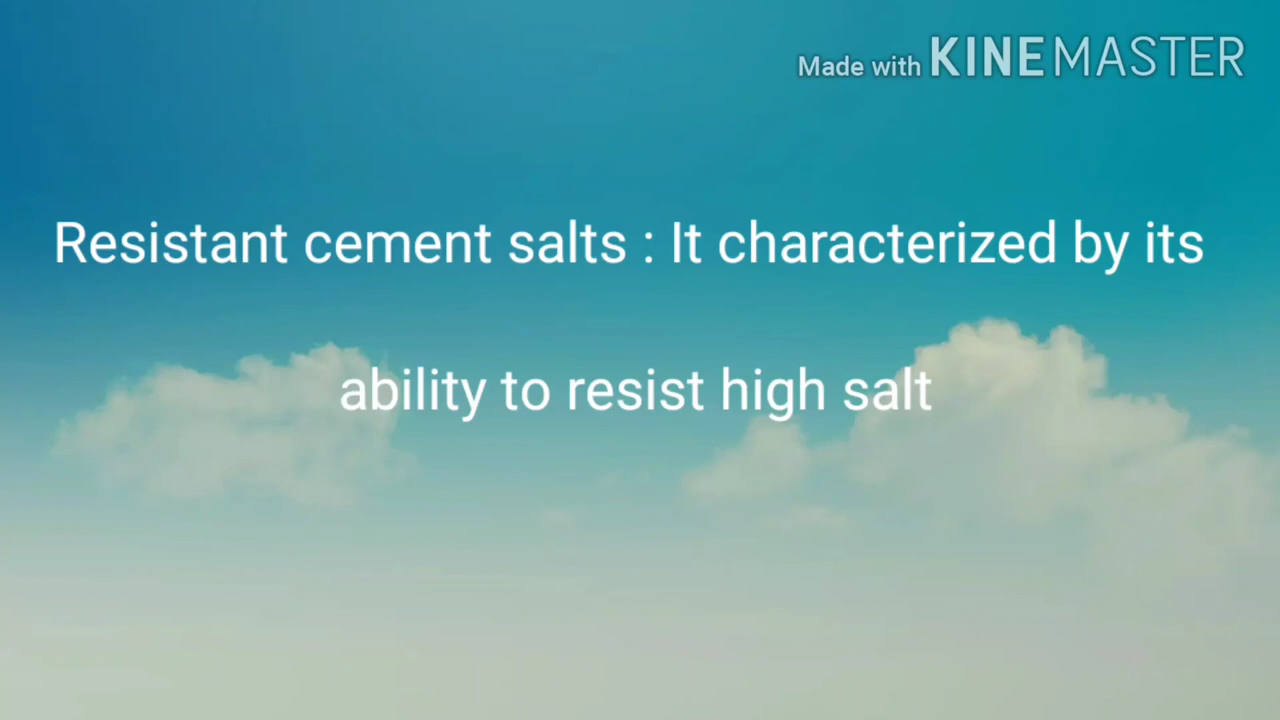 Made with KINEMASTER
Resistant cement salts : It characterized by its
ability to resist high salt